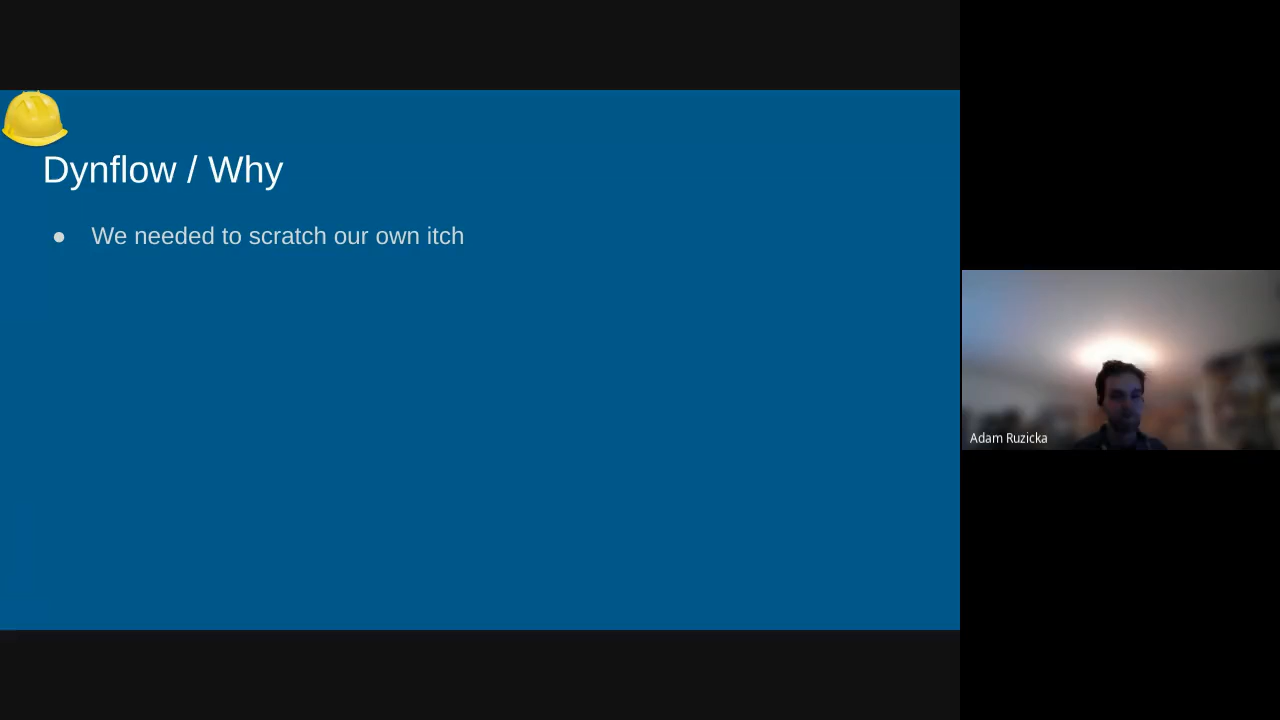 Dynflow / Why
● We needed to scratch our own itch
Adam Ruzicka